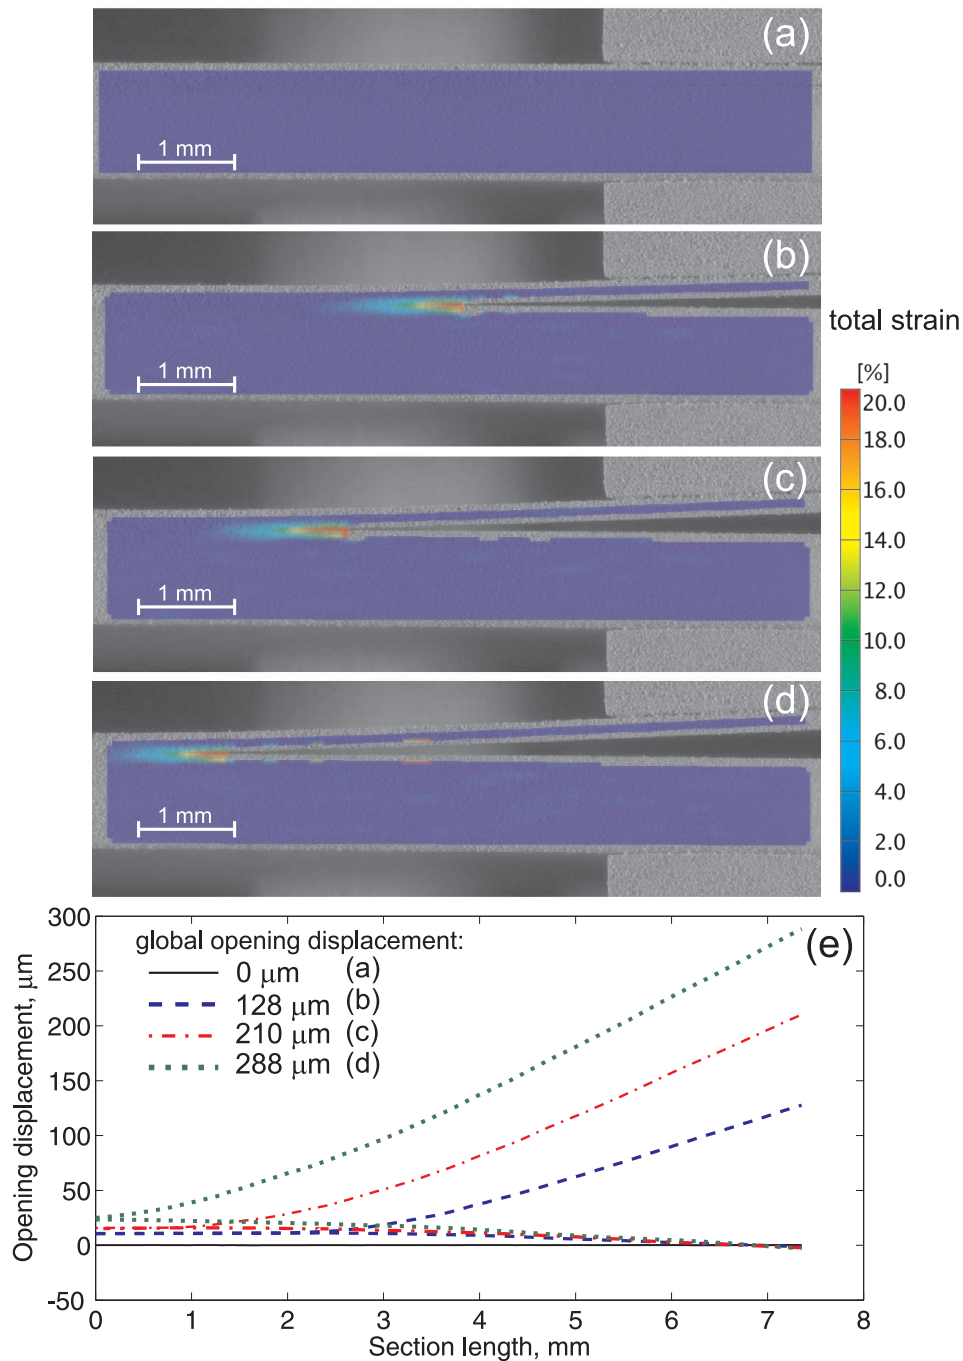 (a)
1 mm
(b)
1 mm
total strain
[%]
20.0
18.0
16.0
14.0
12.0
10.0
8.0
6.0
4.0
2.0
0.0
(c)
1 mm
(d)
1 mm
300
250
200
150
100
50
0
-50
Opening displacement, μm
global opening displacement:
0 μm (a)
128 μm (b)
210 μm (c)
288 μm (d)
(e)
0 1 2 3 4 5 6 7 8
Section length, mm